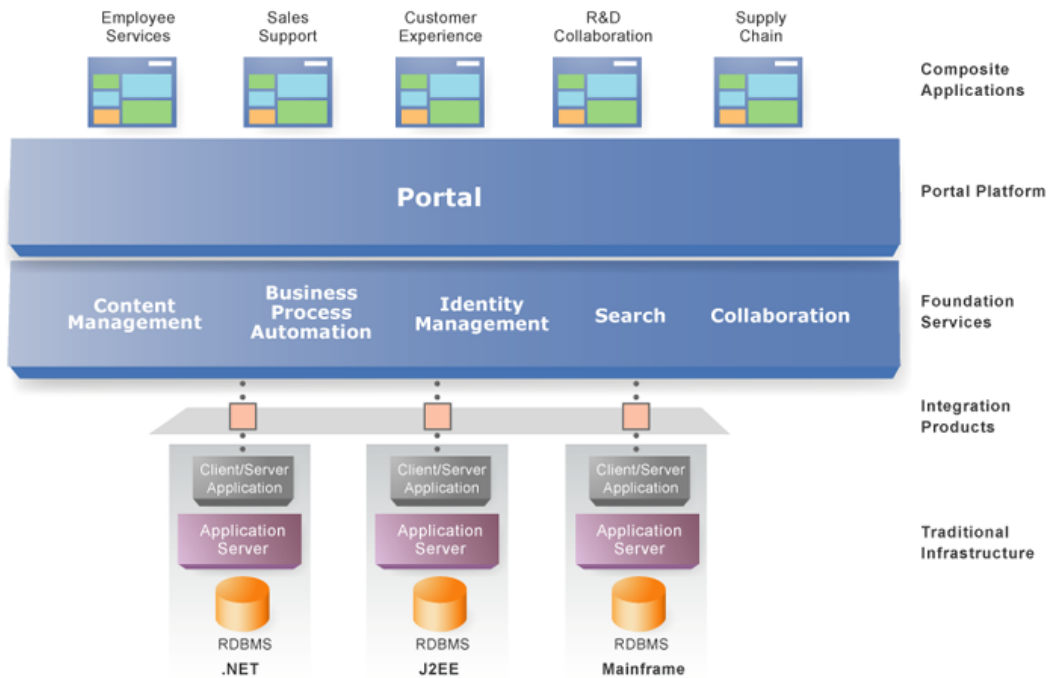 Employee
Services
Sales
Support
Customer
Experience
R&D
Collaboration
Supply
Chain
Composite
Applications
Portal
Portal Platform
Content
Management
Business
Process
Automation
Identity
Management
Search
Collaboration
Foundation
Services
Integration
Products
Client/Server
Application
Client/Server
Application
Client/Server
Application
Application
Server
Application
Server
Application
Server
Traditional
Infrastructure
RDBMS
RDBMS
RDBMS
.NET
J2EE
Mainframe